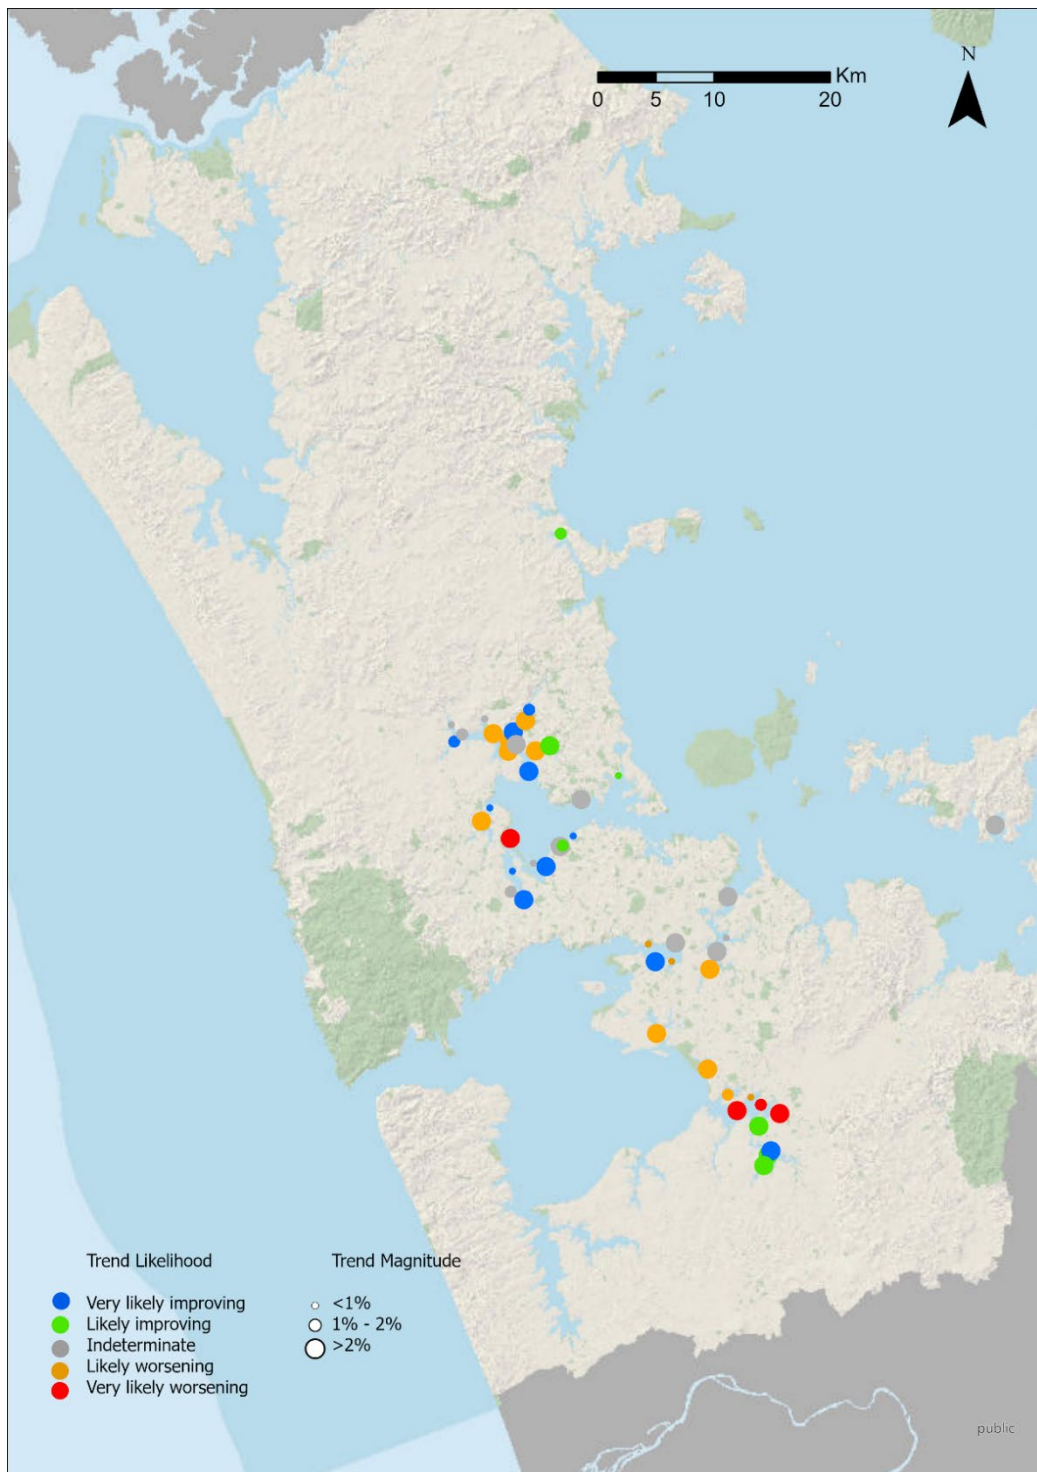 N
Km
0 5 10 20
Trend Likelihood
Very likely improving
Likely improving
Indeterminate
Likely worsening
Very likely worsening
Trend Magnitude
<1%
1% - 2%
>2%
public